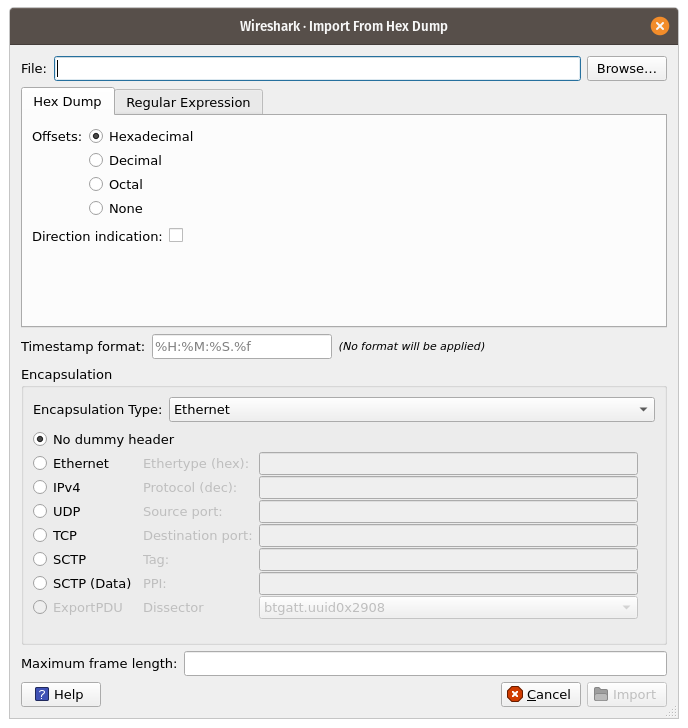 Wireshark · Import From Hex Dump
File:
Browse…
Hex Dump
Regular Expression
Offsets:
Hexadecimal
Decimal
Octal
None
Direction indication:
Timestamp format:
%H:%M:%S.%f
(No format will be applied)
Encapsulation
Encapsulation Type:
Ethernet
No dummy header
Ethernet
Ethertype (hex):
IPv4
Protocol (dec):
UDP
Source port:
TCP
Destination port:
SCTP
Tag:
SCTP (Data)
PPI:
ExportPDU
Dissector
btgatt.uuid0x2908
Maximum frame length:
Help
Cancel
Import